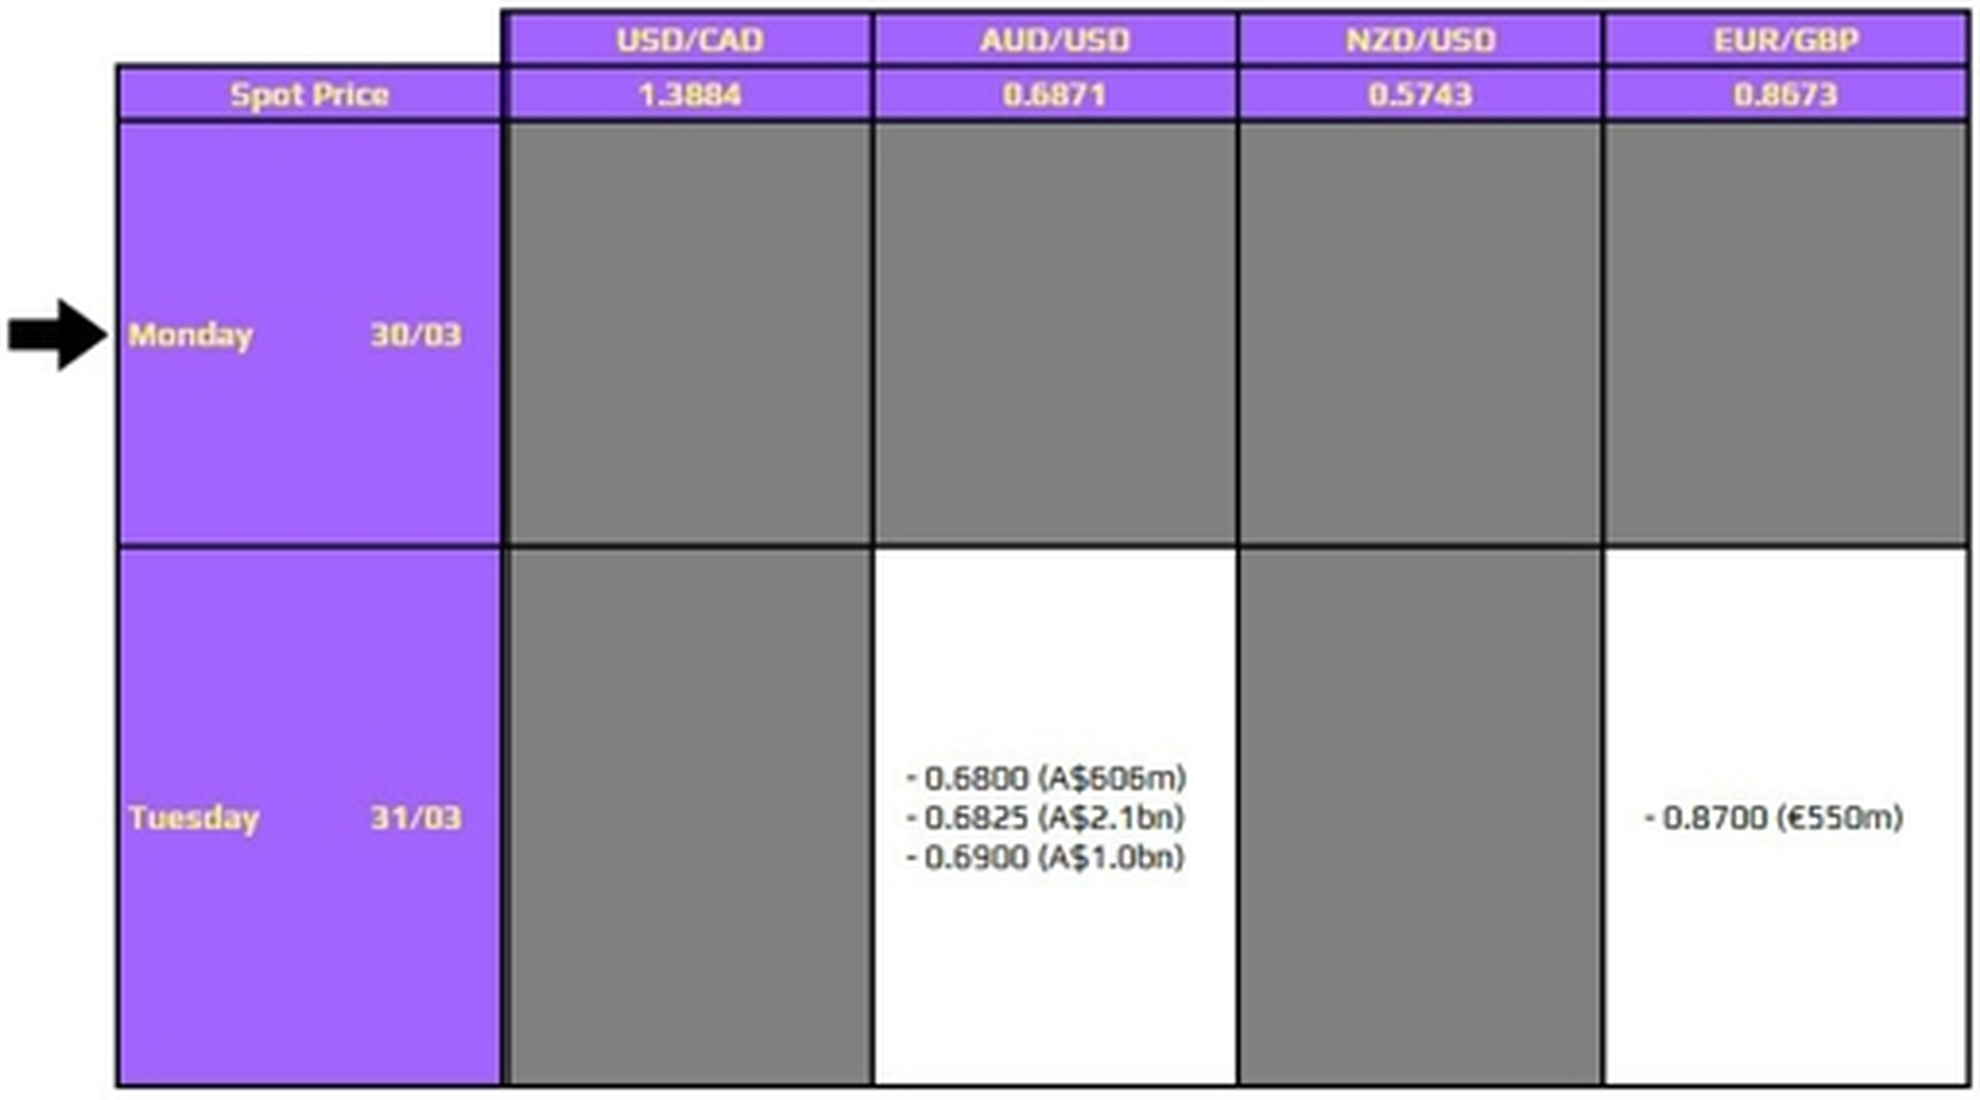 USD/CAD AUD/USD NZD/USD EUR/GBP
Spot Price 1.3884 0.6871 0.5743 0.8673
Monday 30/03
Tuesday 31/03
- 0.6800 (A$606m)
- 0.6825 (A$2.1bn)
- 0.6900 (A$1.0bn)
- 0.8700 (€550m)